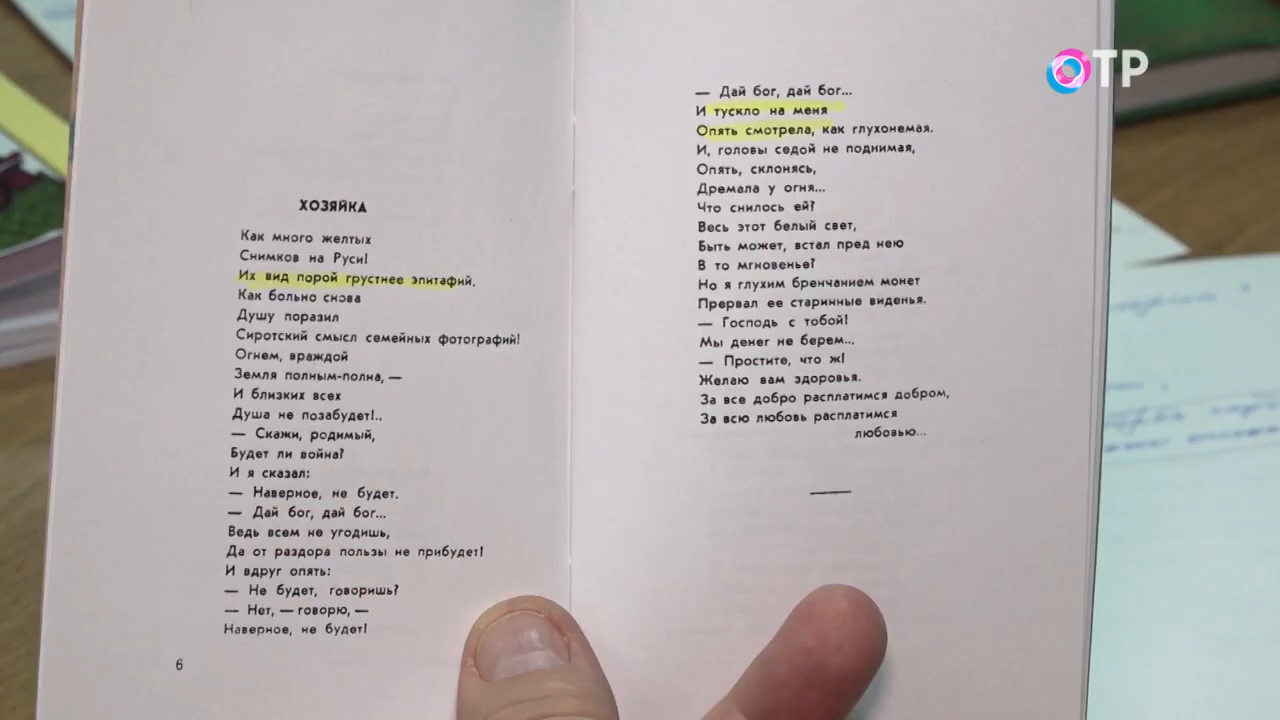 ОТР
ХОЗЯЙКА
Как много желтых
Снимков на Руси!
Их вид порой грустнее эпитафий.
Как больно снова
Душу поразил
Сиротский смысл семейных фотографий!
Огнем, враждой
Земля полным-полна, —
И близких всех
Душа не позабудет!..
— Скажи, родимый,
Будет ли война?
И я сказал:
— Наверное, не будет.
— Дай бог, дай бог...
Ведь всем не угодишь,
Да от раздора пользы не прибудет!
И вдруг опять:
— Не будет, говоришь?
— Нет, — говорю, —
Наверное, не будет!
6
— Дай бог, дай бог...
И тускло на меня
Опять смотрела, как глухонемая.
И, головы седой не поднимая,
Опять, склонясь,
Дремала у огня...
Что снилось ей?
Весь этот белый свет,
Быть может, встал пред нею
В то мгновенье?
Но я глухим бренчанием монет
Прервал ее старинные виденья.
— Господь с тобой!
Мы денег не берем...
— Простите, что ж!
Желаю вам здоровья.
За все добро расплатимся добром,
За всю любовь расплатимся
любовью...